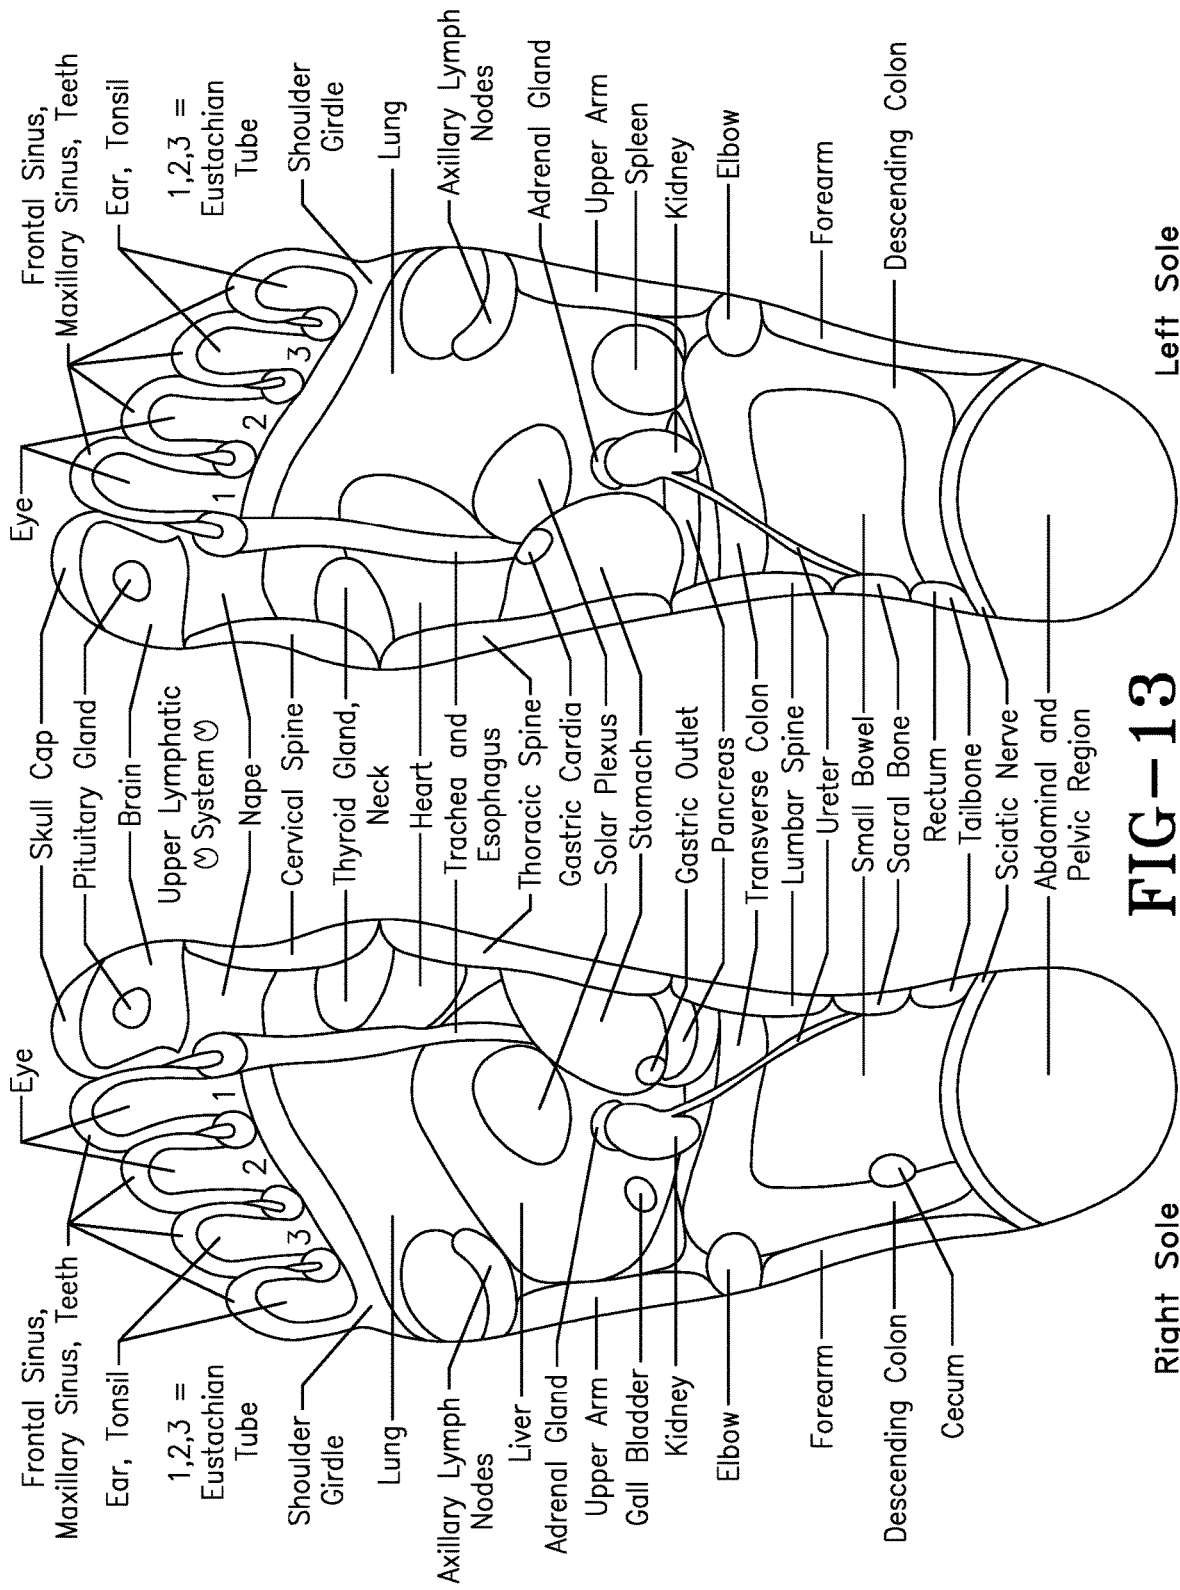 Frontal Sinus,
Maxillary Sinus, Teeth
Ear, Tonsil
1,2,3 =
Eustachian
Tube
Shoulder
Girdle
Lung
Axillary Lymph
Nodes
Liver
Adrenal Gland
Upper Arm
Gall Bladder
Kidney
Elbow
Forearm
Descending Colon
Cecum
Right Sole
Eye
1
2
3
Skull Cap
Pituitary Gland
Brain
Upper Lymphatic
System
Nape
Cervical Spine
Thyroid Gland,
Neck
Heart
Trachea and
Esophagus
Thoracic Spine
Gastric Cardia
Solar Plexus
Stomach
Gastric Outlet
Pancreas
Transverse Colon
Lumbar Spine
Ureter
Small Bowel
Sacral Bone
Rectum
Tailbone
Sciatic Nerve
Abdominal and
Pelvic Region
FIG-13
Eye
1
2
3
Frontal Sinus,
Maxillary Sinus, Teeth
Ear, Tonsil
1,2,3 =
Eustachian
Tube
Shoulder
Girdle
Lung
Axillary Lymph
Nodes
Adrenal Gland
Upper Arm
Spleen
Kidney
Elbow
Forearm
Descending Colon
Left Sole